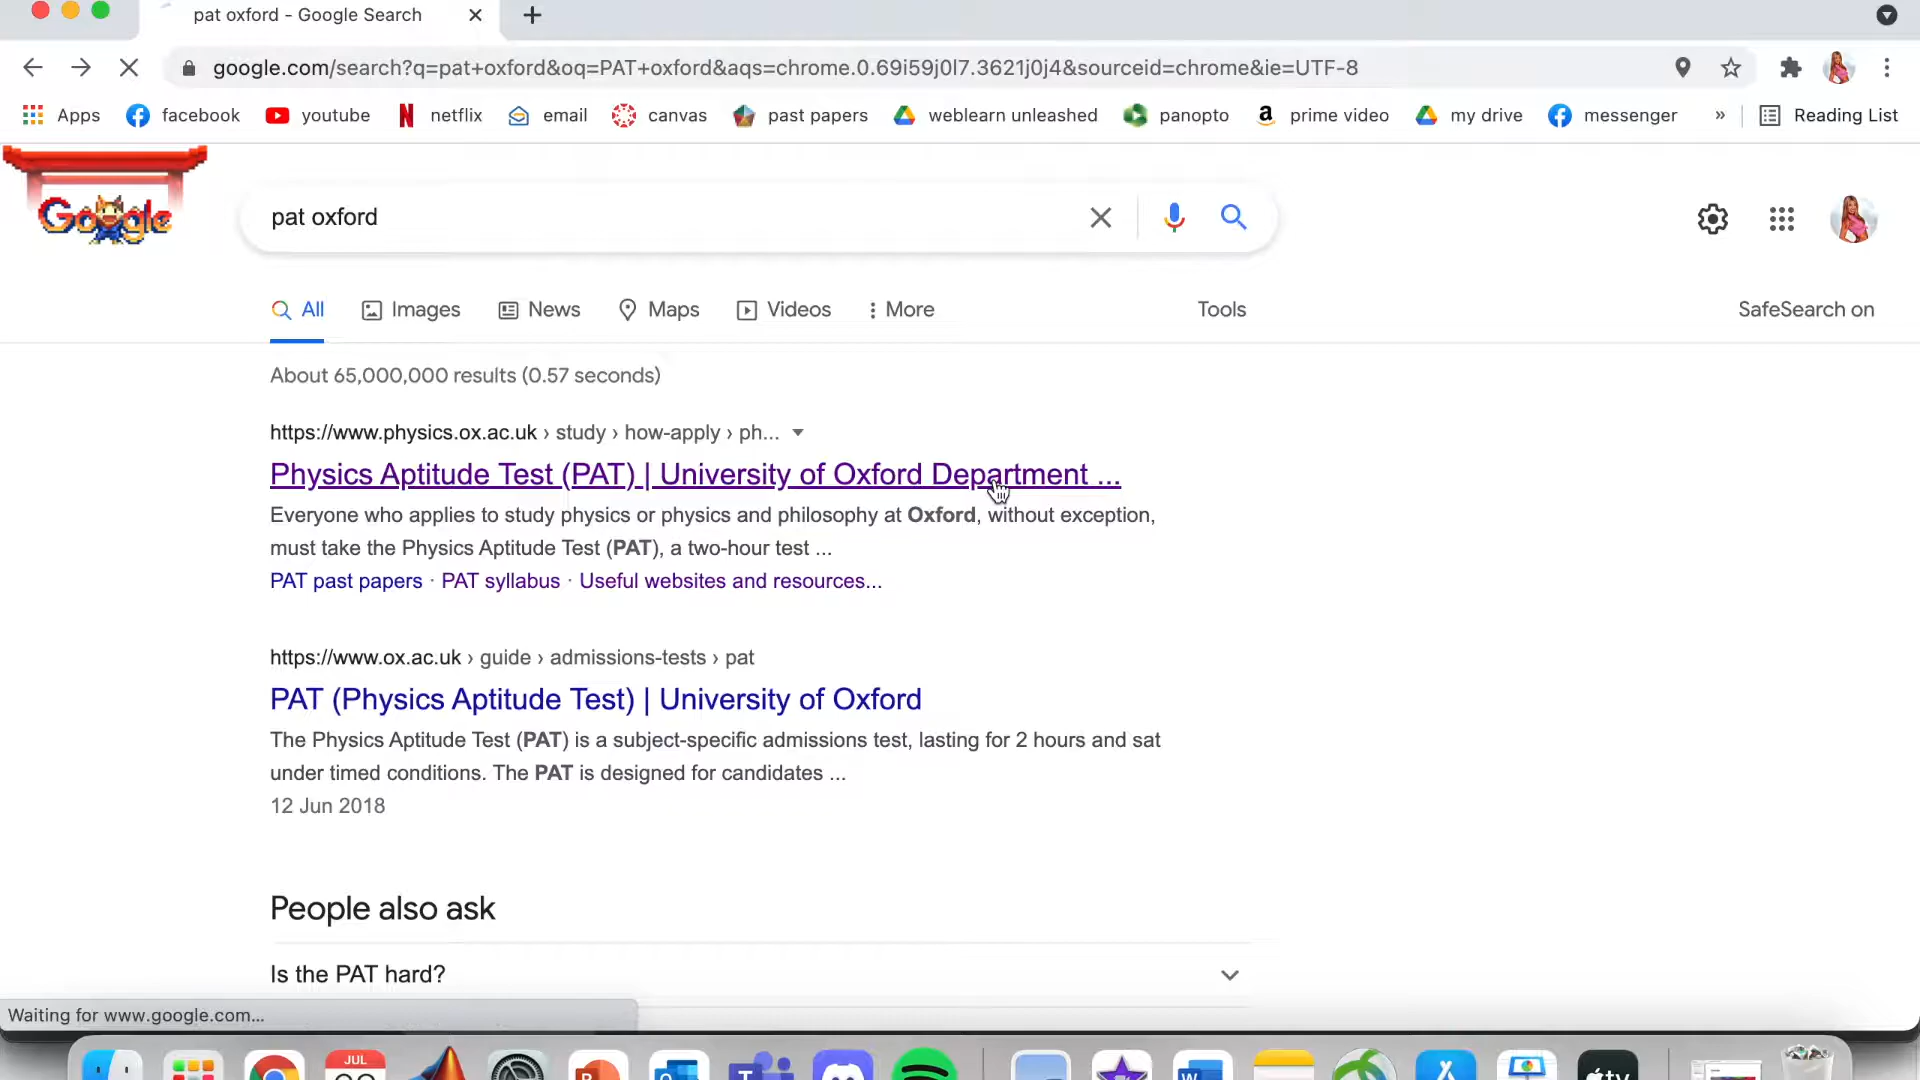 pat oxford - Google Search
google.com/search?q=pat+oxford&oq=PAT+oxford&aqs=chrome.0.69i59j0l7.3621j0j4&sourceid=chrome&ie=UTF-8
Apps facebook youtube netflix email canvas past papers weblearn unleashed panopto prime video my drive messenger » Reading List
Google
pat oxford
All Images News Maps Videos More Tools SafeSearch on
About 65,000,000 results (0.57 seconds)
https://www.physics.ox.ac.uk › study › how-apply › ph...
Physics Aptitude Test (PAT) | University of Oxford Department ...
Everyone who applies to study physics or physics and philosophy at Oxford, without exception,
must take the Physics Aptitude Test (PAT), a two-hour test ...
PAT past papers · PAT syllabus · Useful websites and resources...
https://www.ox.ac.uk › guide › admissions-tests › pat
PAT (Physics Aptitude Test) | University of Oxford
The Physics Aptitude Test (PAT) is a subject-specific admissions test, lasting for 2 hours and sat
under timed conditions. The PAT is designed for candidates ...
12 Jun 2018
People also ask
Is the PAT hard?
Waiting for www.google.com...
JUL